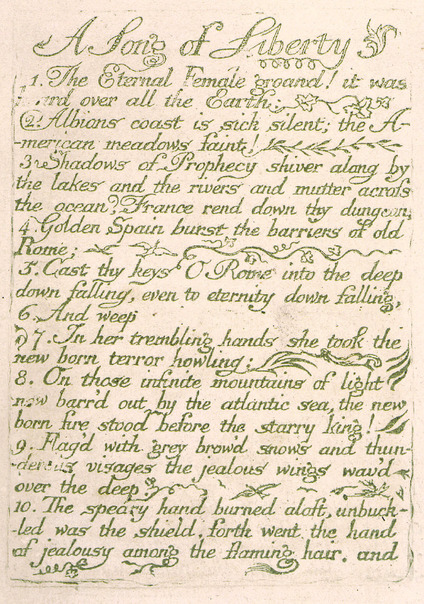 A Song of Liberty
1. The Eternal Female groand! it was
heard over all the Earth:
2. Albions coast is sick silent; the A-
-merican meadows faint!
3 Shadows of Prophecy shiver along by
the lakes and the rivers and mutter across
the ocean? France rend down thy dungeon;
4 Golden Spain burst the barriers of old
Rome;
5. Cast thy keys O Rome into the deep
down falling, even to eternity down falling,
6. And weep
7. In her trembling hands she took the
new born terror howling:
8. On those infinite mountains of light
now barr'd out by the atlantic sea, the new
born fire stood before the starry king!
9. Flag'd with grey brow'd snows and thun-
derous visages the jealous wings wav'd
over the deep.
10. The speary hand burned aloft, unbuck-
-led was the shield, forth went the hand
of jealousy among the flaming hair, and